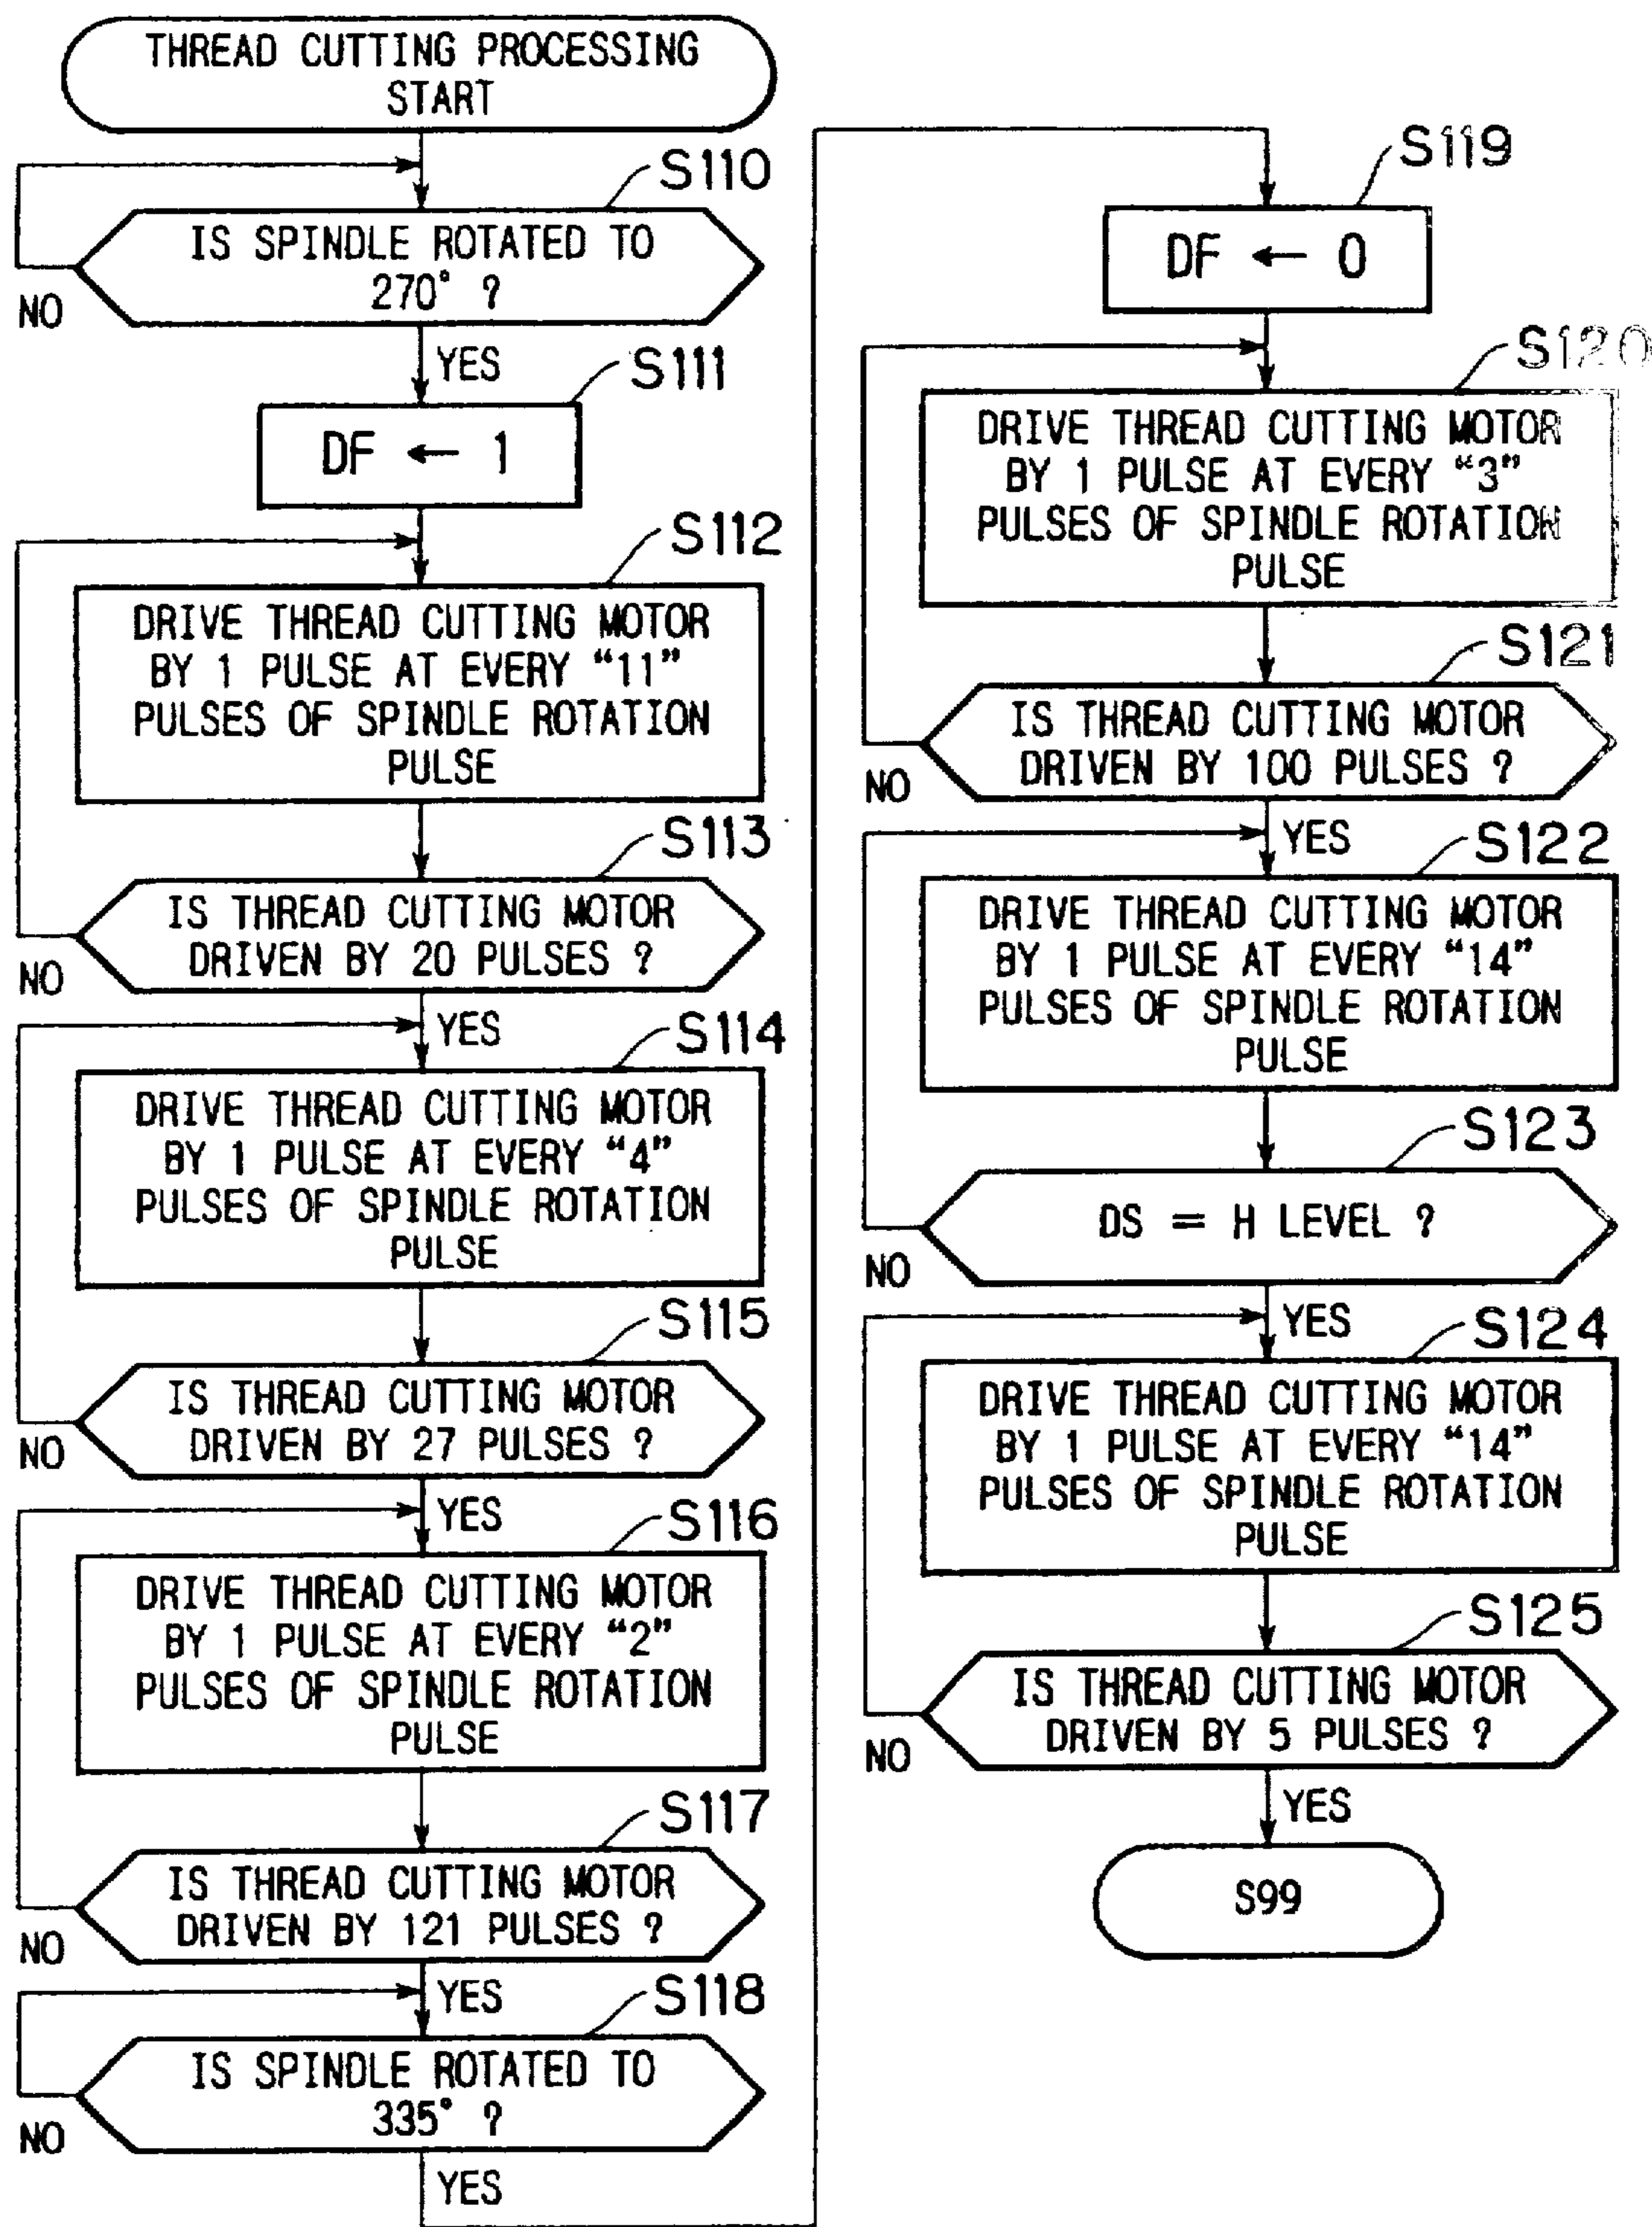 THREAD CUTTING PROCESSING
START
S110
IS SPINDLE ROTATED TO
270° ?
NO
YES
S111
DF ← 1
S112
DRIVE THREAD CUTTING MOTOR
BY 1 PULSE AT EVERY “11”
PULSES OF SPINDLE ROTATION
PULSE
S113
IS THREAD CUTTING MOTOR
DRIVEN BY 20 PULSES ?
NO
YES
S114
DRIVE THREAD CUTTING MOTOR
BY 1 PULSE AT EVERY “4”
PULSES OF SPINDLE ROTATION
PULSE
S115
IS THREAD CUTTING MOTOR
DRIVEN BY 27 PULSES ?
NO
YES
S116
DRIVE THREAD CUTTING MOTOR
BY 1 PULSE AT EVERY “2”
PULSES OF SPINDLE ROTATION
PULSE
S117
IS THREAD CUTTING MOTOR
DRIVEN BY 121 PULSES ?
NO
YES
S118
IS SPINDLE ROTATED TO
335° ?
NO
YES
S119
DF ← 0
S120
DRIVE THREAD CUTTING MOTOR
BY 1 PULSE AT EVERY “3”
PULSES OF SPINDLE ROTATION
PULSE
S121
IS THREAD CUTTING MOTOR
DRIVEN BY 100 PULSES ?
NO
YES
S122
DRIVE THREAD CUTTING MOTOR
BY 1 PULSE AT EVERY “14”
PULSES OF SPINDLE ROTATION
PULSE
S123
DS = H LEVEL ?
NO
YES
S124
DRIVE THREAD CUTTING MOTOR
BY 1 PULSE AT EVERY “14”
PULSES OF SPINDLE ROTATION
PULSE
S125
IS THREAD CUTTING MOTOR
DRIVEN BY 5 PULSES ?
NO
YES
S99